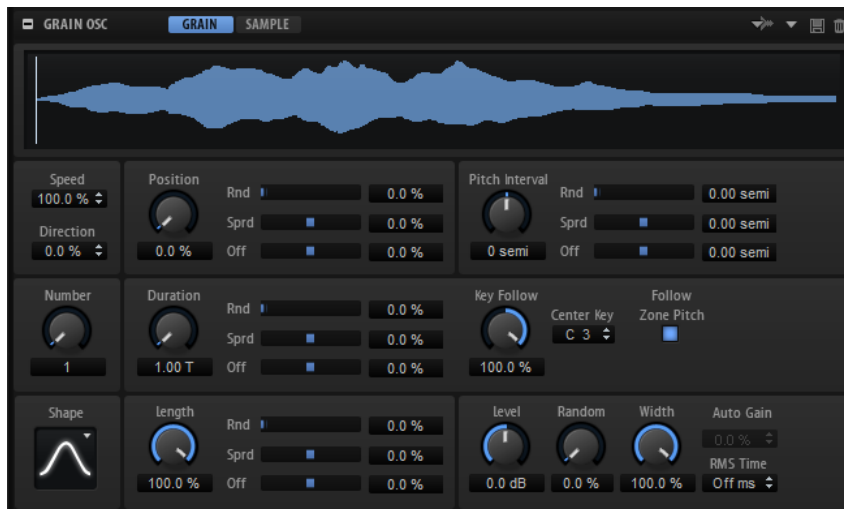 GRAIN OSC GRAIN SAMPLE
Speed
100.0 %
Direction
0.0 %
Position
0.0 %
Rnd 0.0 %
Sprd 0.0 %
Off 0.0 %
Pitch Interval
0 semi
Rnd 0.00 semi
Sprd 0.00 semi
Off 0.00 semi
Number
1
Duration
1.00 T
Rnd 0.0 %
Sprd 0.0 %
Off 0.0 %
Key Follow
100.0 %
Center Key
C 3
Follow
Zone Pitch
Shape
Length
100.0 %
Rnd 0.0 %
Sprd 0.0 %
Off 0.0 %
Level
0.0 dB
Random
0.0 %
Width
100.0 %
Auto Gain
0.0 %
RMS Time
Off ms